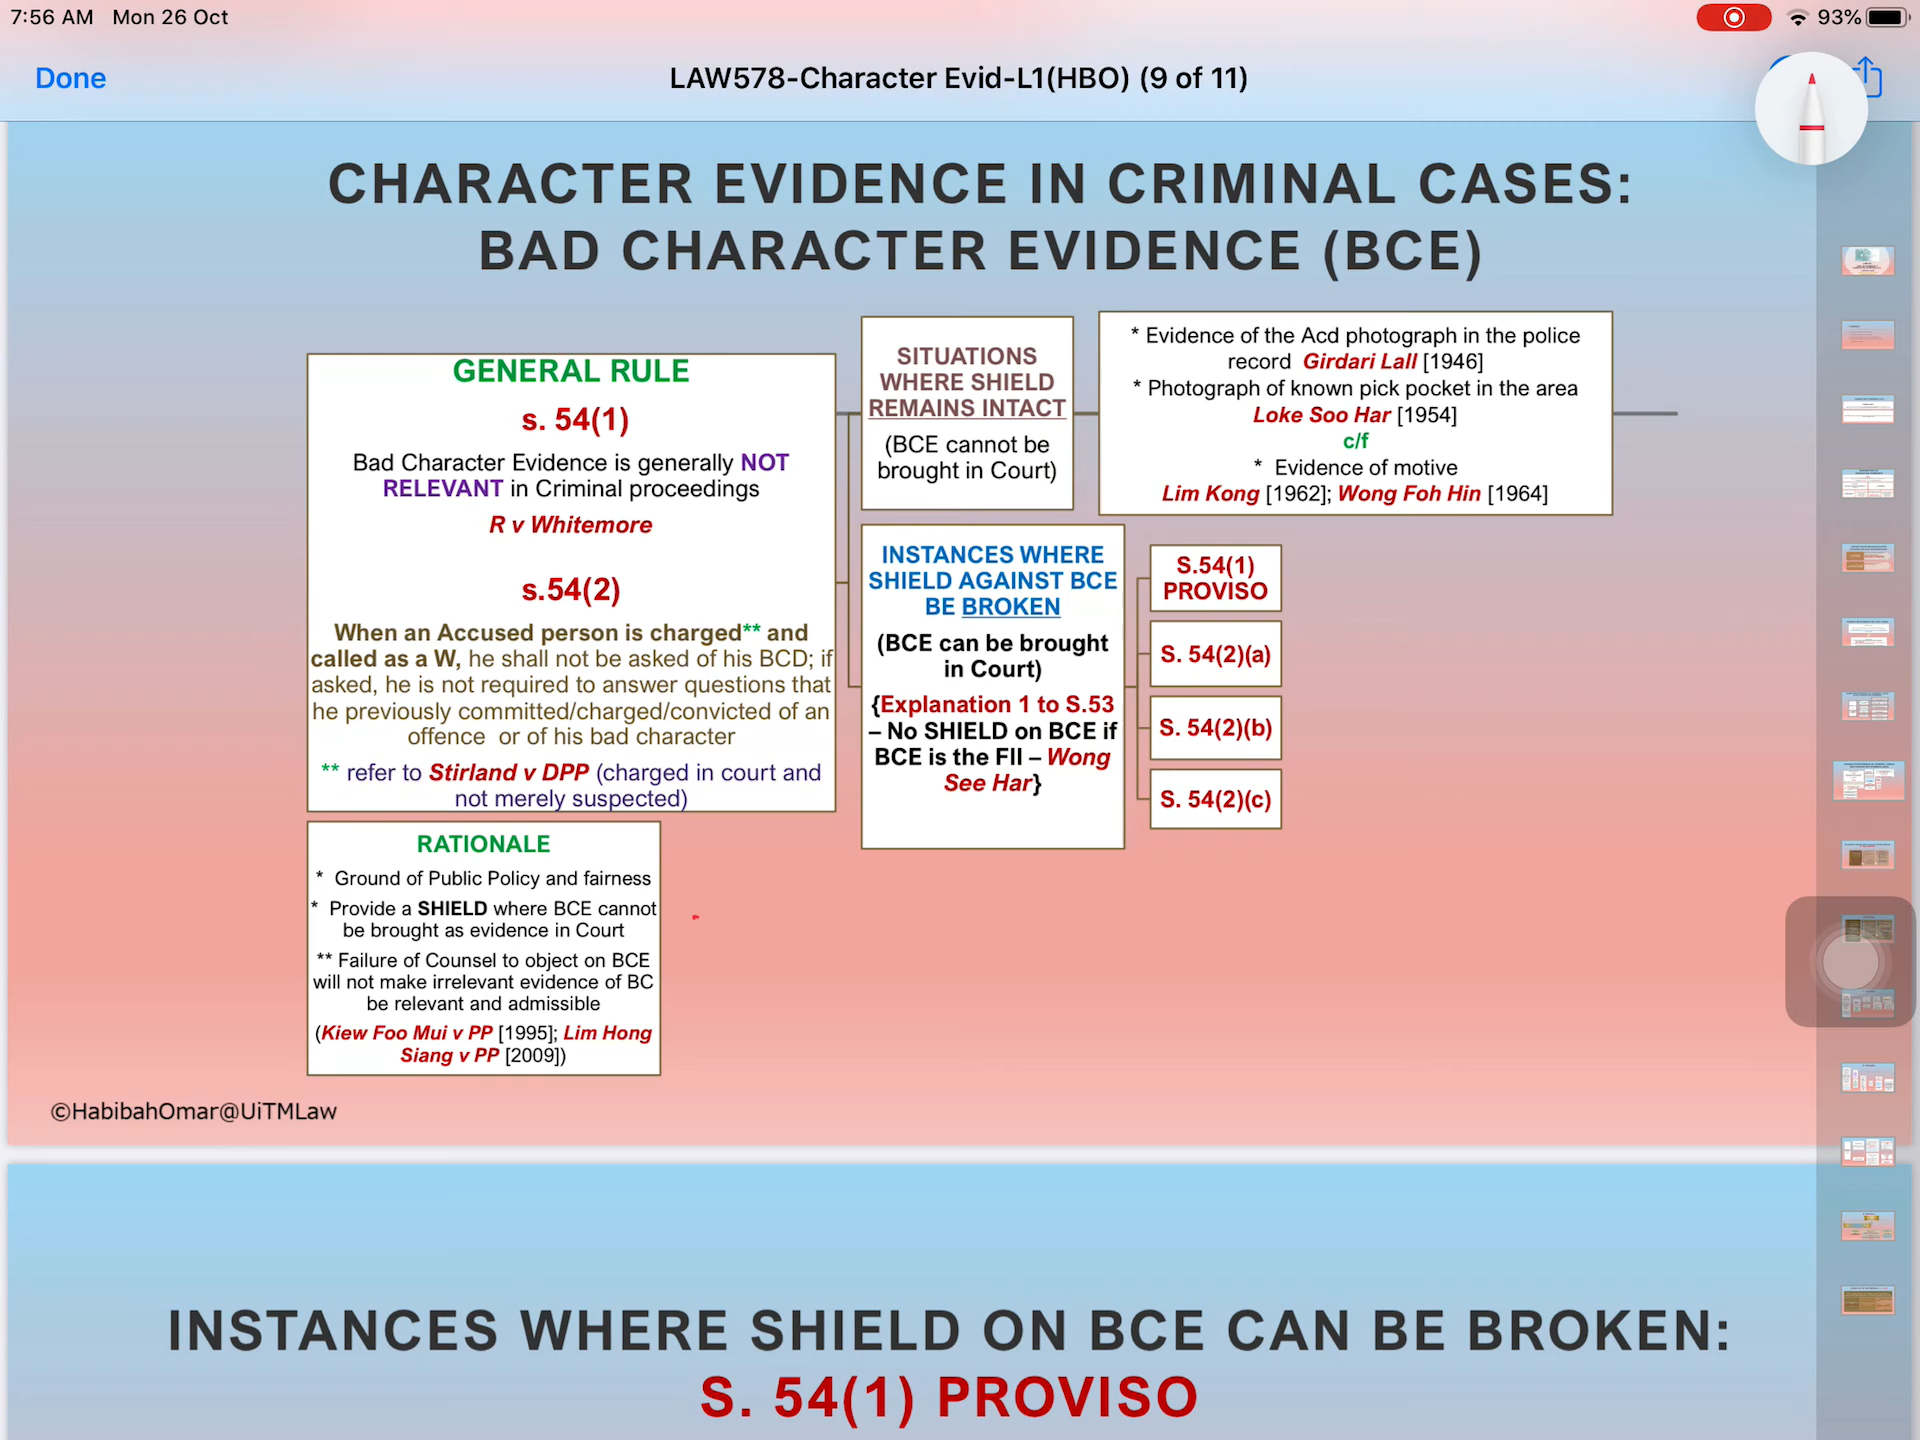 7:56 AM Mon 26 Oct
93%
Done
LAW578-Character Evid-L1(HBO) (9 of 11)
CHARACTER EVIDENCE IN CRIMINAL CASES:
BAD CHARACTER EVIDENCE (BCE)
GENERAL RULE
s. 54(1)
Bad Character Evidence is generally NOT
RELEVANT in Criminal proceedings
R v Whitemore
s.54(2)
When an Accused person is charged** and
called as a W, he shall not be asked of his BCD; if
asked, he is not required to answer questions that
he previously committed/charged/convicted of an
offence or of his bad character
** refer to Stirland v DPP (charged in court and
not merely suspected)
RATIONALE
* Ground of Public Policy and fairness
* Provide a SHIELD where BCE cannot
be brought as evidence in Court
** Failure of Counsel to object on BCE
will not make irrelevant evidence of BC
be relevant and admissible
(Kiew Foo Mui v PP [1995]; Lim Hong
Siang v PP [2009])
SITUATIONS
WHERE SHIELD
REMAINS INTACT
(BCE cannot be
brought in Court)
* Evidence of the Acd photograph in the police
record Girdari Lall [1946]
* Photograph of known pick pocket in the area
Loke Soo Har [1954]
c/f
* Evidence of motive
Lim Kong [1962]; Wong Foh Hin [1964]
INSTANCES WHERE
SHIELD AGAINST BCE
BE BROKEN
(BCE can be brought
in Court)
{Explanation 1 to S.53
– No SHIELD on BCE if
BCE is the FII – Wong
See Har}
S.54(1)
PROVISO
S. 54(2)(a)
S. 54(2)(b)
S. 54(2)(c)
©HabibahOmar@UiTMLaw
INSTANCES WHERE SHIELD ON BCE CAN BE BROKEN:
S. 54(1) PROVISO